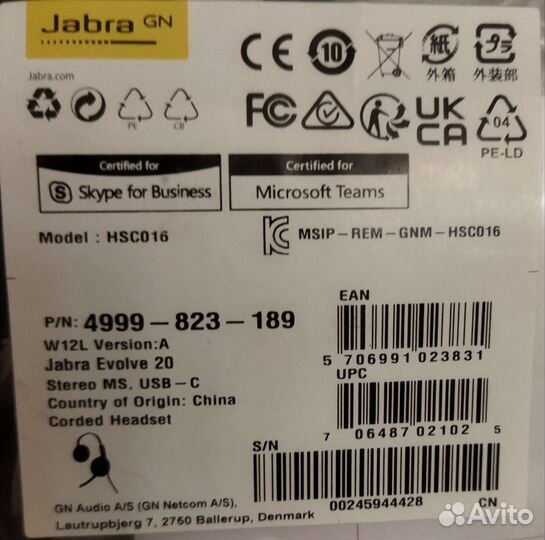 Jabra GN
Jabra.com
CE
10
紙
外箱
プラ
外装部
PE
CB
FC
UK
CA
04
PE-LD
Certified for
Skype for Business
Certified for
Microsoft Teams
Model : HSC016
MSIP – REM – GNM – HSC016
P/N: 4999 – 823 – 189
W12L Version:A
Jabra Evolve 20
Stereo MS. USB – C
Country of Origin: China
Corded Headset
EAN
5 706991 023831
UPC
7 06487 02102 5
S/N
00245944428 CN
GN Audio A/S (GN Netcom A/S),
Lautrupbjerg 7, 2750 Ballerup, Denmark
Avito